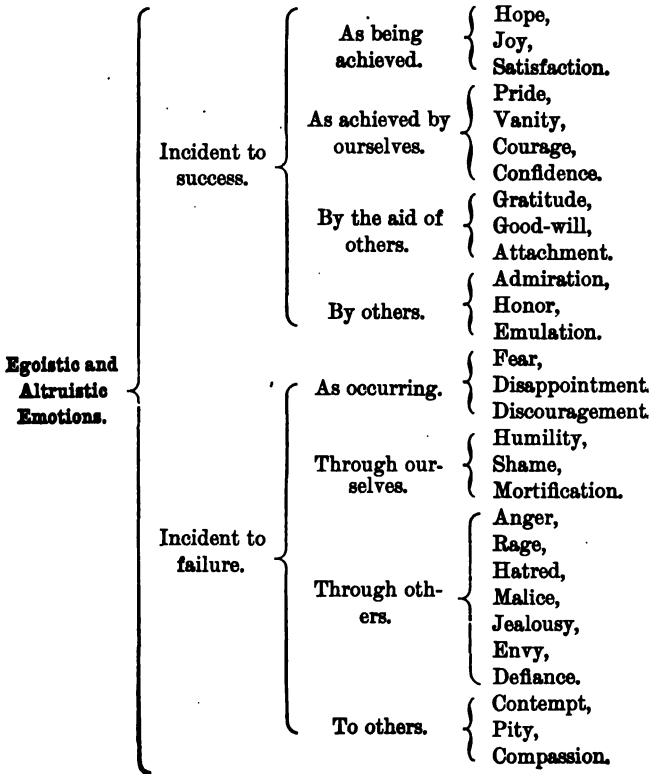 Egoistic and
Altruistic
Emotions.
Incident to
success.
As being
achieved.
Hope,
Joy,
Satisfaction.
As achieved by
ourselves.
Pride,
Vanity,
Courage,
Confidence.
By the aid of
others.
Gratitude,
Good-will,
Attachment.
By others.
Admiration,
Honor,
Emulation.
Incident to
failure.
As occurring.
Fear,
Disappointment.
Discouragement.
Through our-
selves.
Humility,
Shame,
Mortification.
Through oth-
ers.
Anger,
Rage,
Hatred,
Malice,
Jealousy,
Envy,
Defiance.
To others.
Contempt,
Pity,
Compassion.